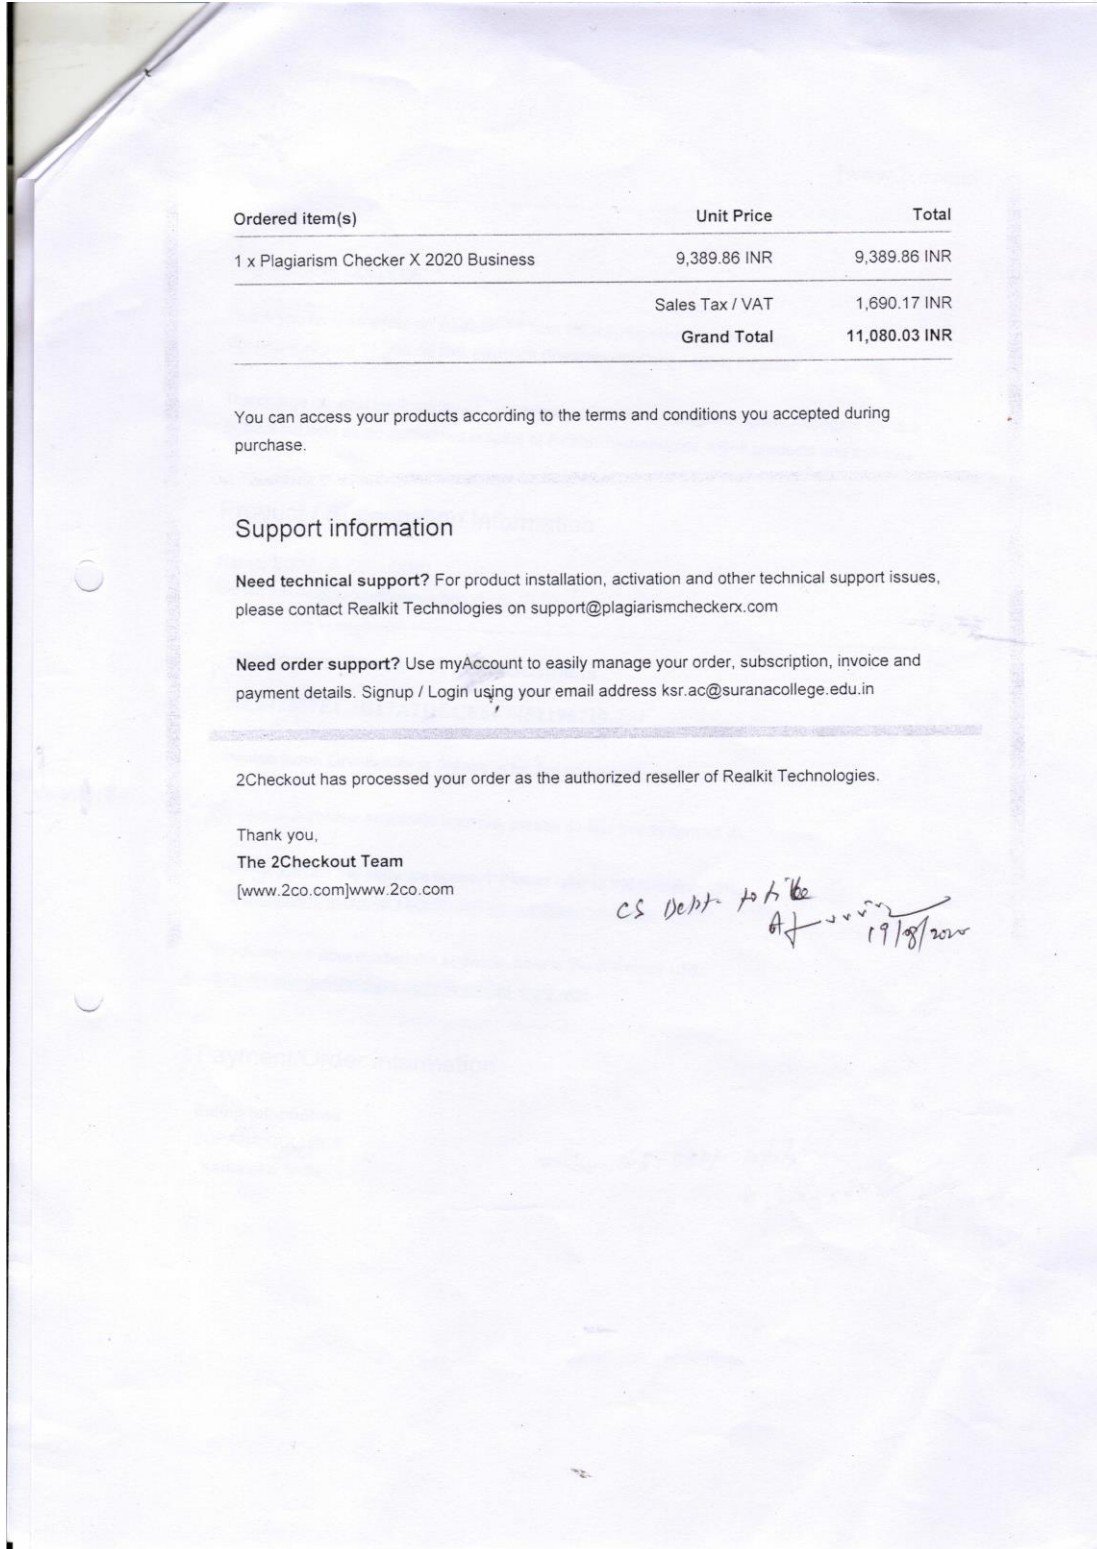 Ordered item(s) Unit Price Total
1 x Plagiarism Checker X 2020 Business 9,389.86 INR 9,389.86 INR
Sales Tax / VAT 1,690.17 INR
Grand Total 11,080.03 INR
You can access your products according to the terms and conditions you accepted during
purchase.
Support information
Need technical support? For product installation, activation and other technical support issues,
please contact Realkit Technologies on support@plagiarismcheckerx.com
Need order support? Use myAccount to easily manage your order, subscription, invoice and
payment details. Signup / Login using your email address ksr.ac@suranacollege.edu.in
2Checkout has processed your order as the authorized reseller of Realkit Technologies.
Thank you,
The 2Checkout Team
[www.2co.com]www.2co.com
CS Dept